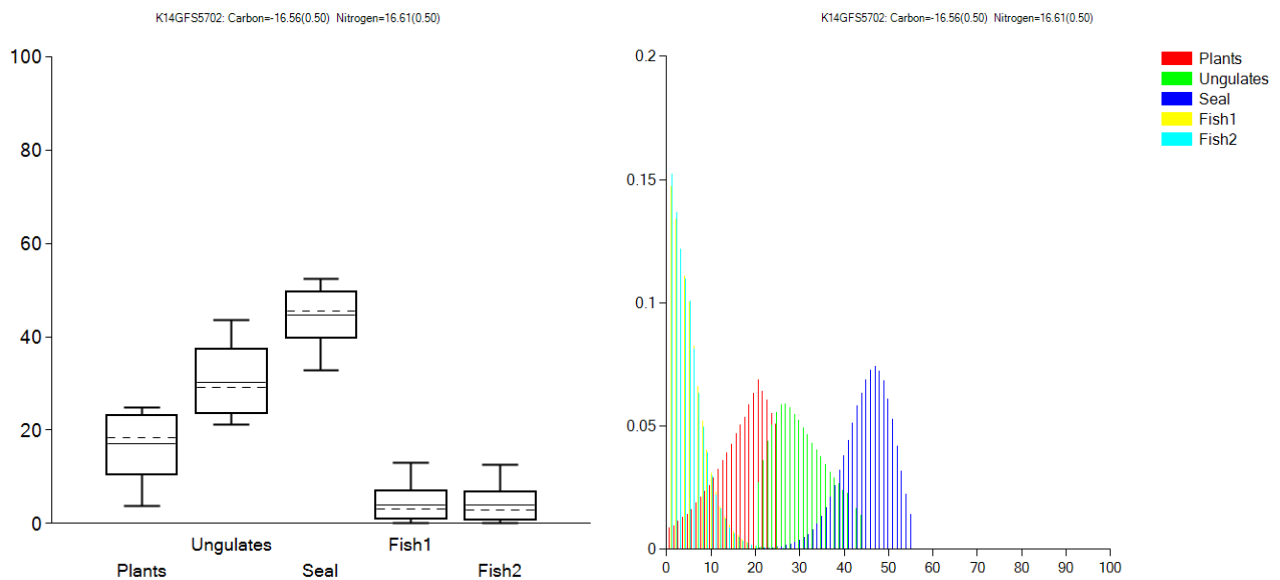 K14GFS5702: Carbon=-16.56(0.50) Nitrogen=16.61(0.50)
100
80
60
40
20
0
Ungulates Fish1
Plants Seal Fish2
K14GFS5702: Carbon=-16.56(0.50) Nitrogen=16.61(0.50)
0.2
0.15
0.1
0.05
0
0 10 20 30 40 50 60 70 80 90 100
Plants
Ungulates
Seal
Fish1
Fish2